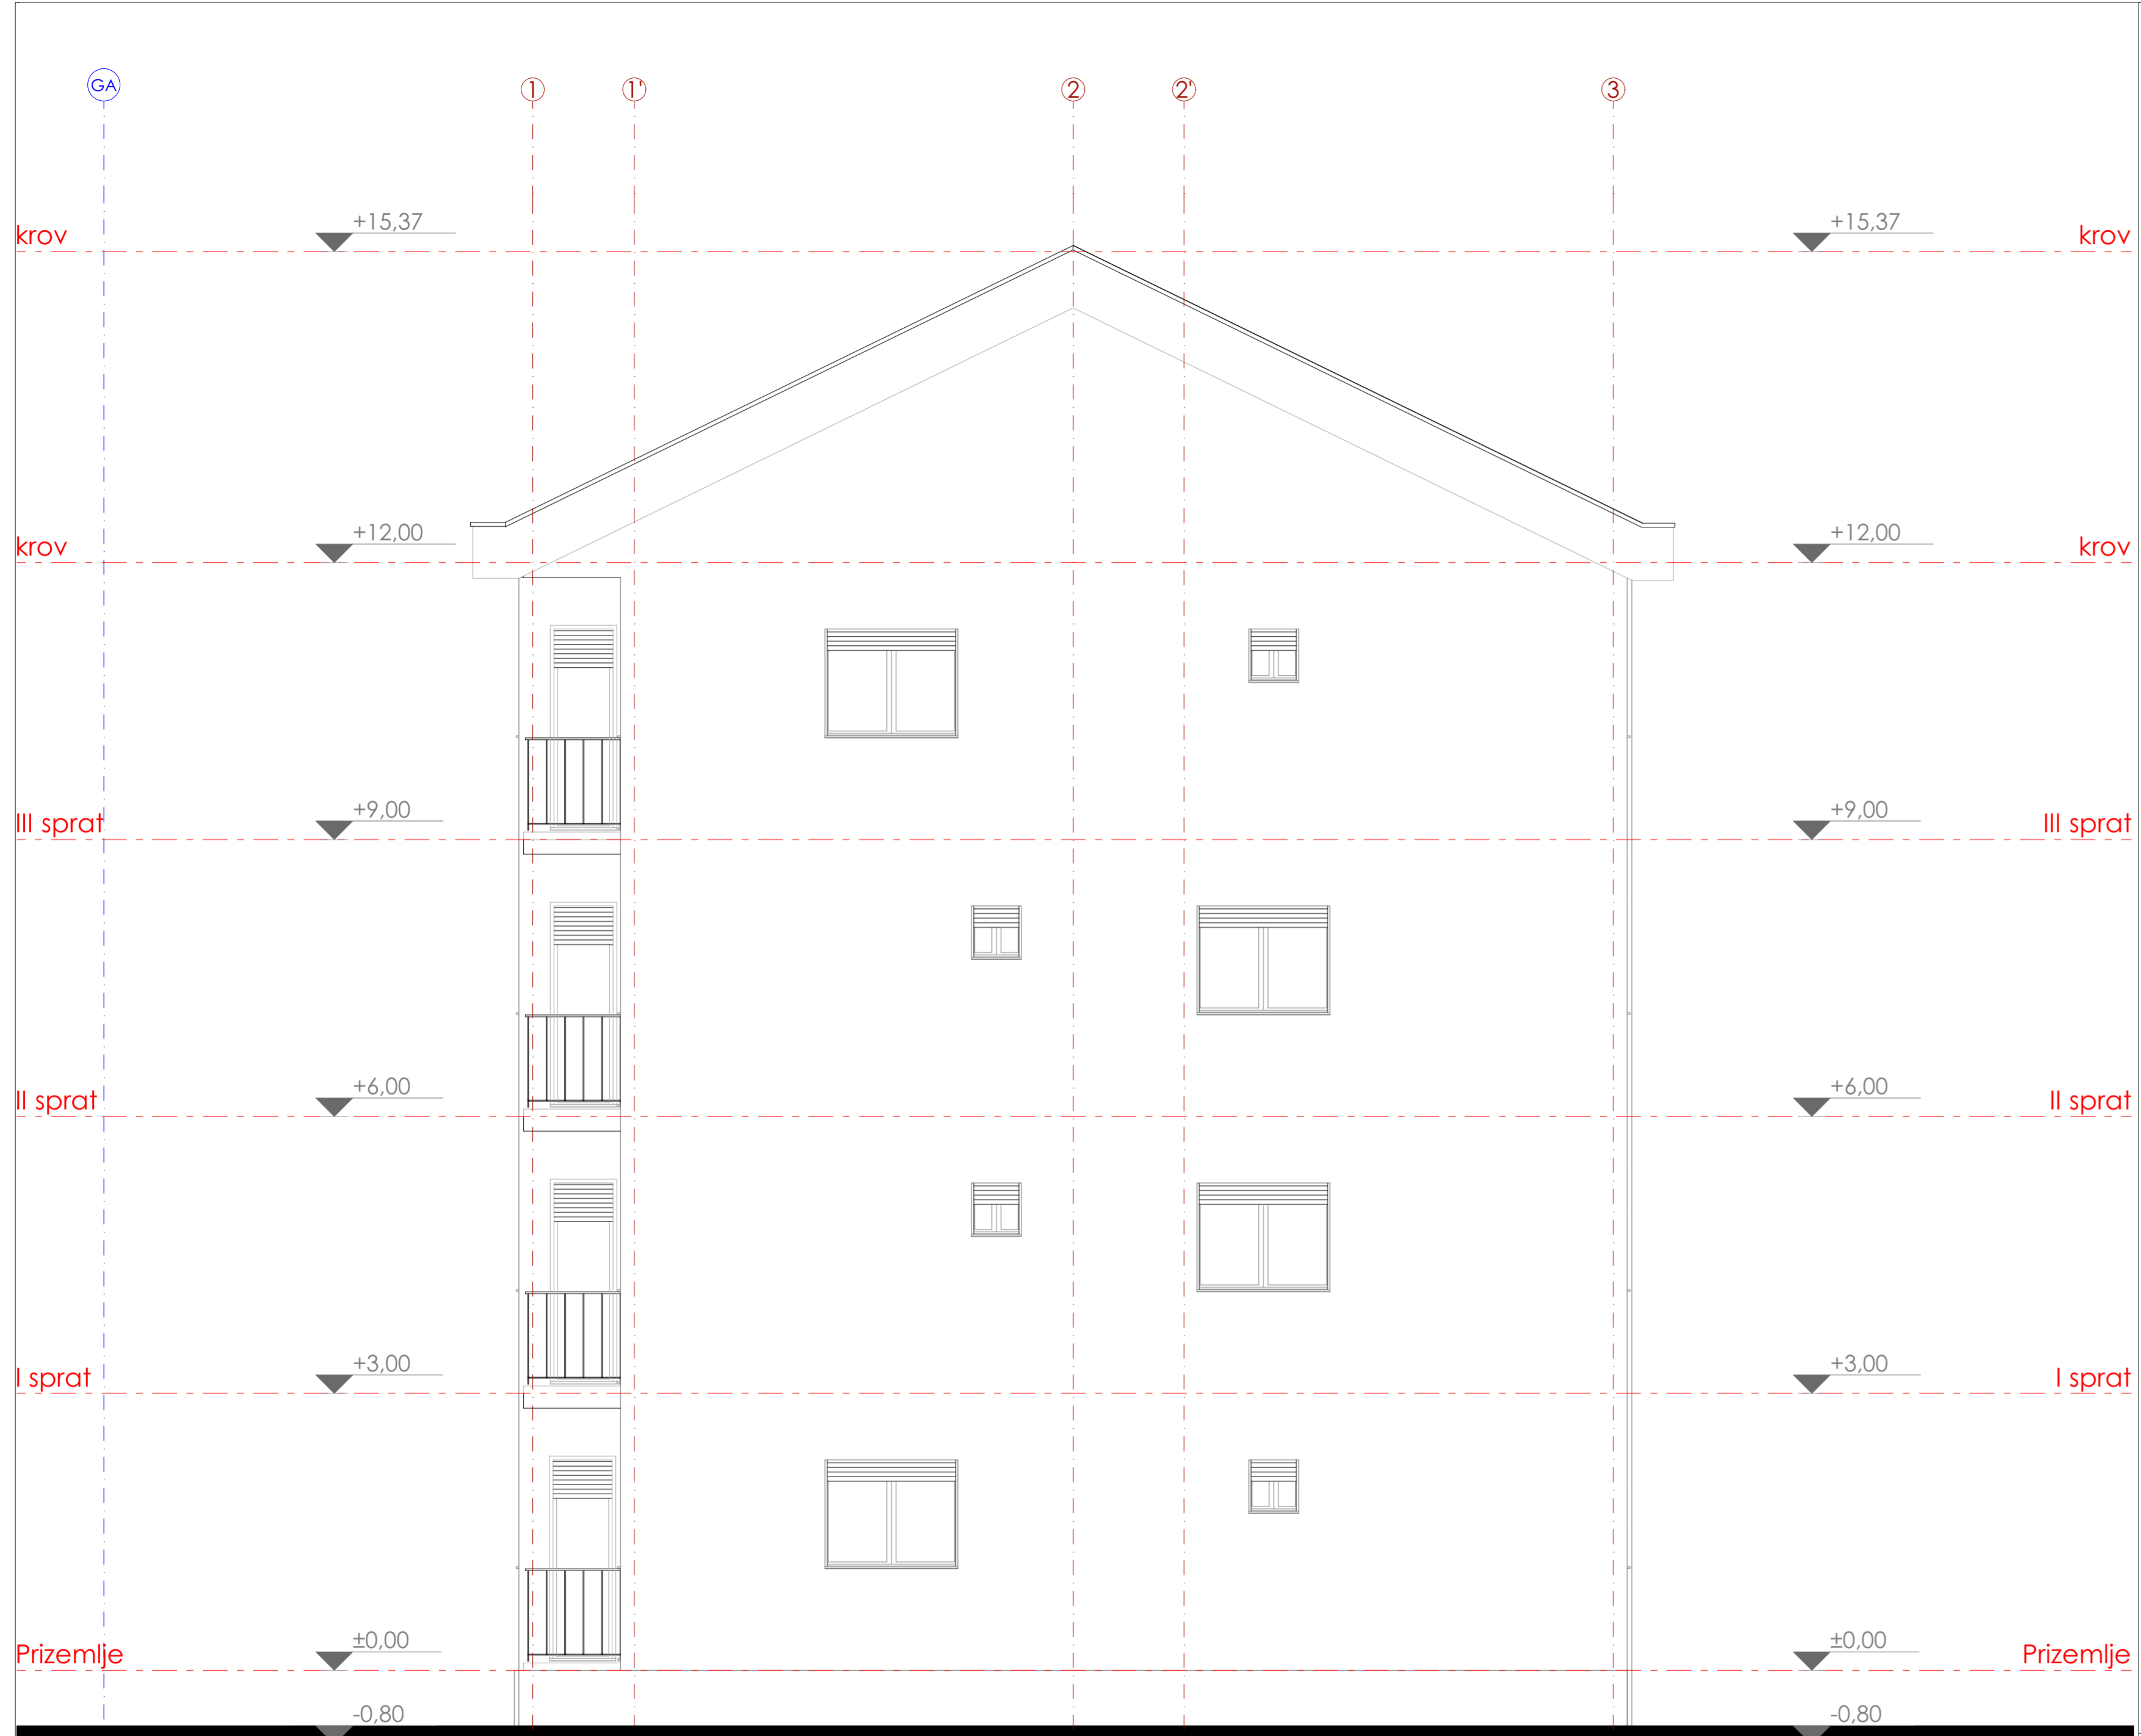 GA 1 1' 2 2' 3
krov +15,37 +15,37 krov
krov +12,00 +12,00 krov
III sprat +9,00 +9,00 III sprat
II sprat +6,00 +6,00 II sprat
I sprat +3,00 +3,00 I sprat
Prizemlje ±0,00 ±0,00 Prizemlje
-0,80 -0,80